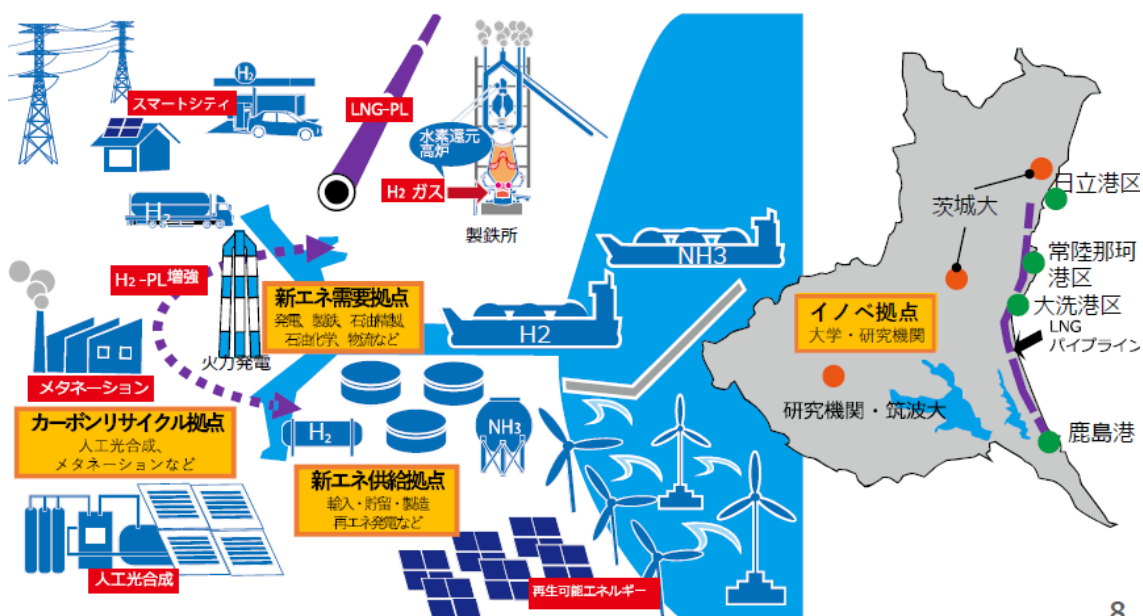 H2
スマートシティ
LNG-PL
水素還元
高炉
H2 ガス
製鉄所
H2
NH3
H2-PL増強
新エネ需要拠点
発電、製鉄、石油精製、
石油化学、物流など
H2
火力発電
メタネーション
カーボンリサイクル拠点
人工光合成、
メタネーションなど
H2
NH3
新エネ供給拠点
輸入・貯留・製造
再エネ発電など
人工光合成
再生可能エネルギー
日立港区
茨城大
常陸那珂
港区
大洗港区
イノベ拠点
大学・研究機関
LNG
パイプライン
研究機関・筑波大
鹿島港
8